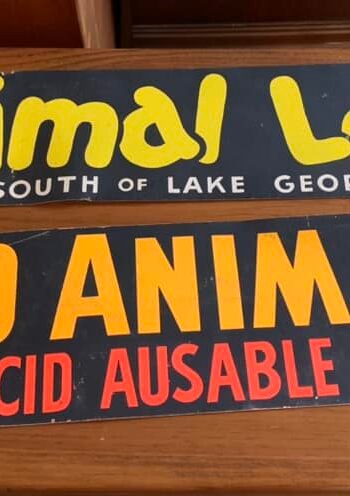 imal L
SOUTH OF LAKE GEO
D ANIM
CID AUSABLE